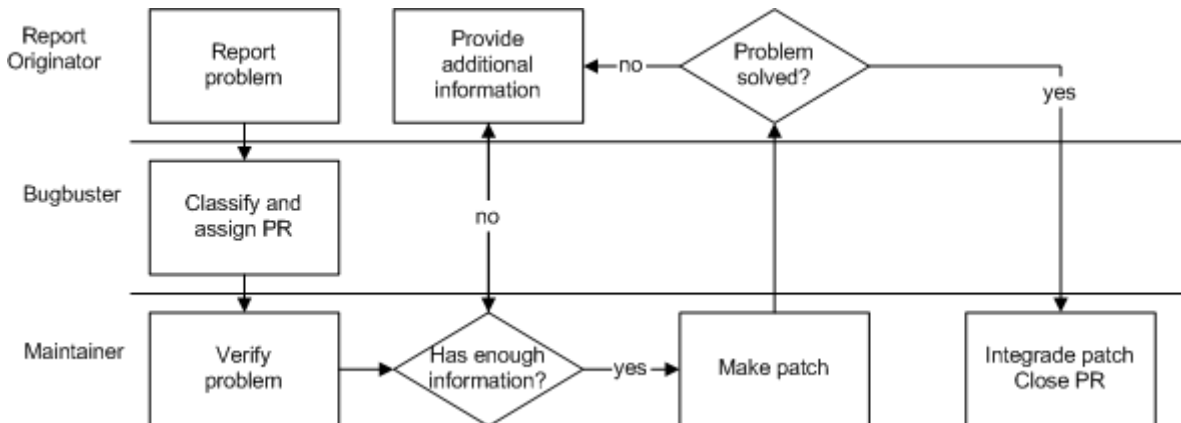 Report
Originator
Report
problem
Provide
additional
information
no
Problem
solved?
yes
Bugbuster
Classify and
assign PR
no
Maintainer
Verify
problem
Has enough
information?
yes
Make patch
Integrade patch
Close PR